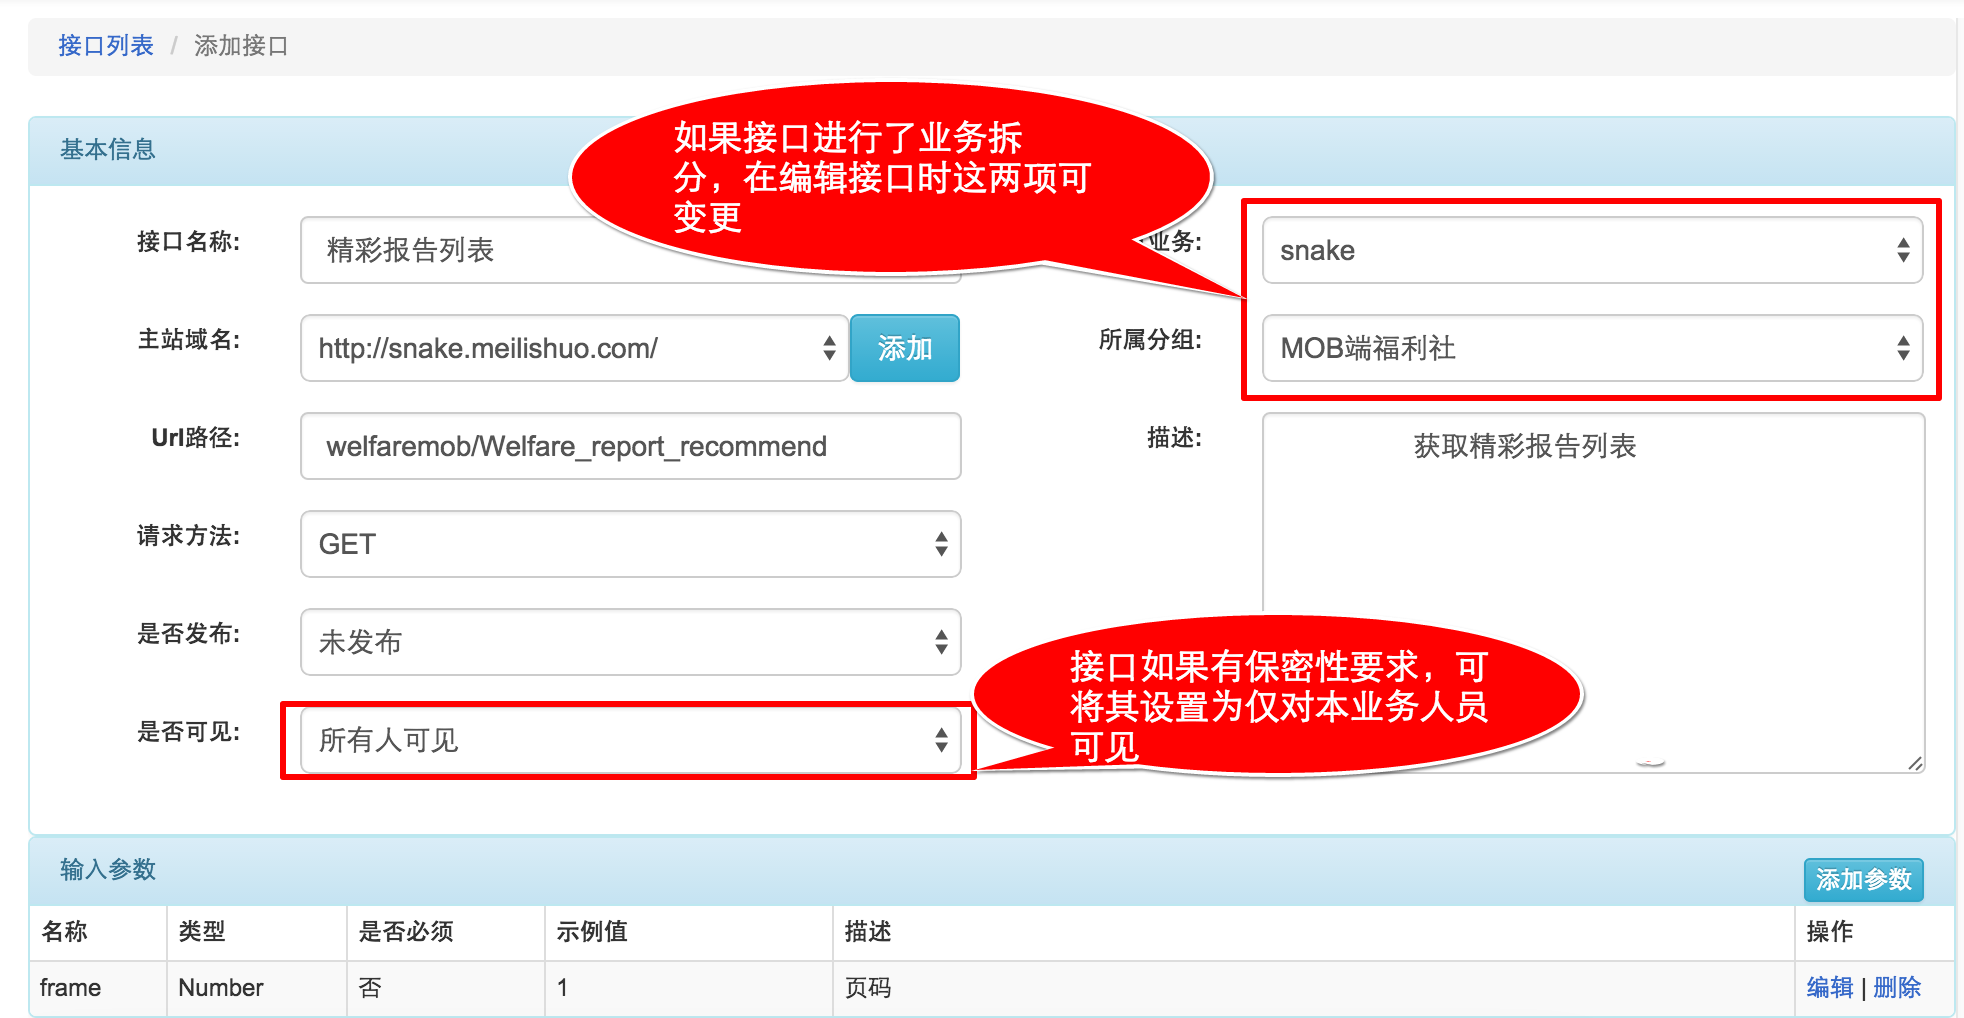 接口列表 / 添加接口
如果接口进行了业务拆
分，在编辑接口时这两项可
变更
基本信息
接口名称: 精彩报告列表
业务: snake
主站域名: http://snake.meilishuo.com/ 添加
所属分组: MOB端福利社
Url路径: welfaremob/Welfare_report_recommend
描述: 获取精彩报告列表
请求方法: GET
是否发布: 未发布
接口如果有保密性要求，可
将其设置为仅对本业务人员
可见
是否可见: 所有人可见
输入参数 添加参数
名称 类型 是否必须 示例值 描述 操作
frame Number 否 1 页码 编辑 | 删除